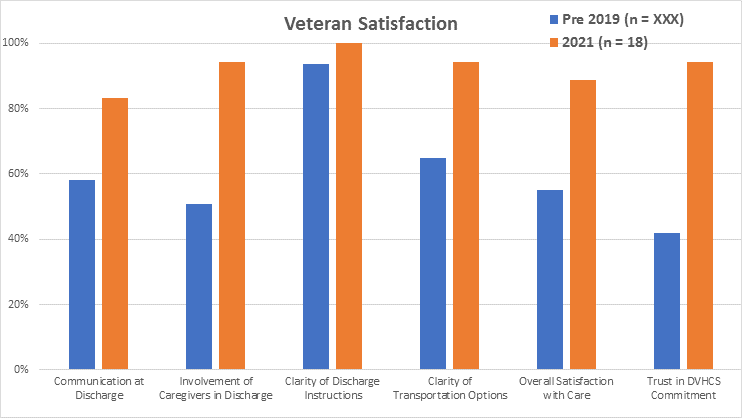 Veteran Satisfaction
Pre 2019 (n = XXX)
2021 (n = 18)
100%
80%
60%
40%
20%
0%
Communication at
Discharge
Involvement of
Caregivers in Discharge
Clarity of Discharge
Instructions
Clarity of
Transportation Options
Overall Satisfaction
with Care
Trust in DVHCS
Commitment